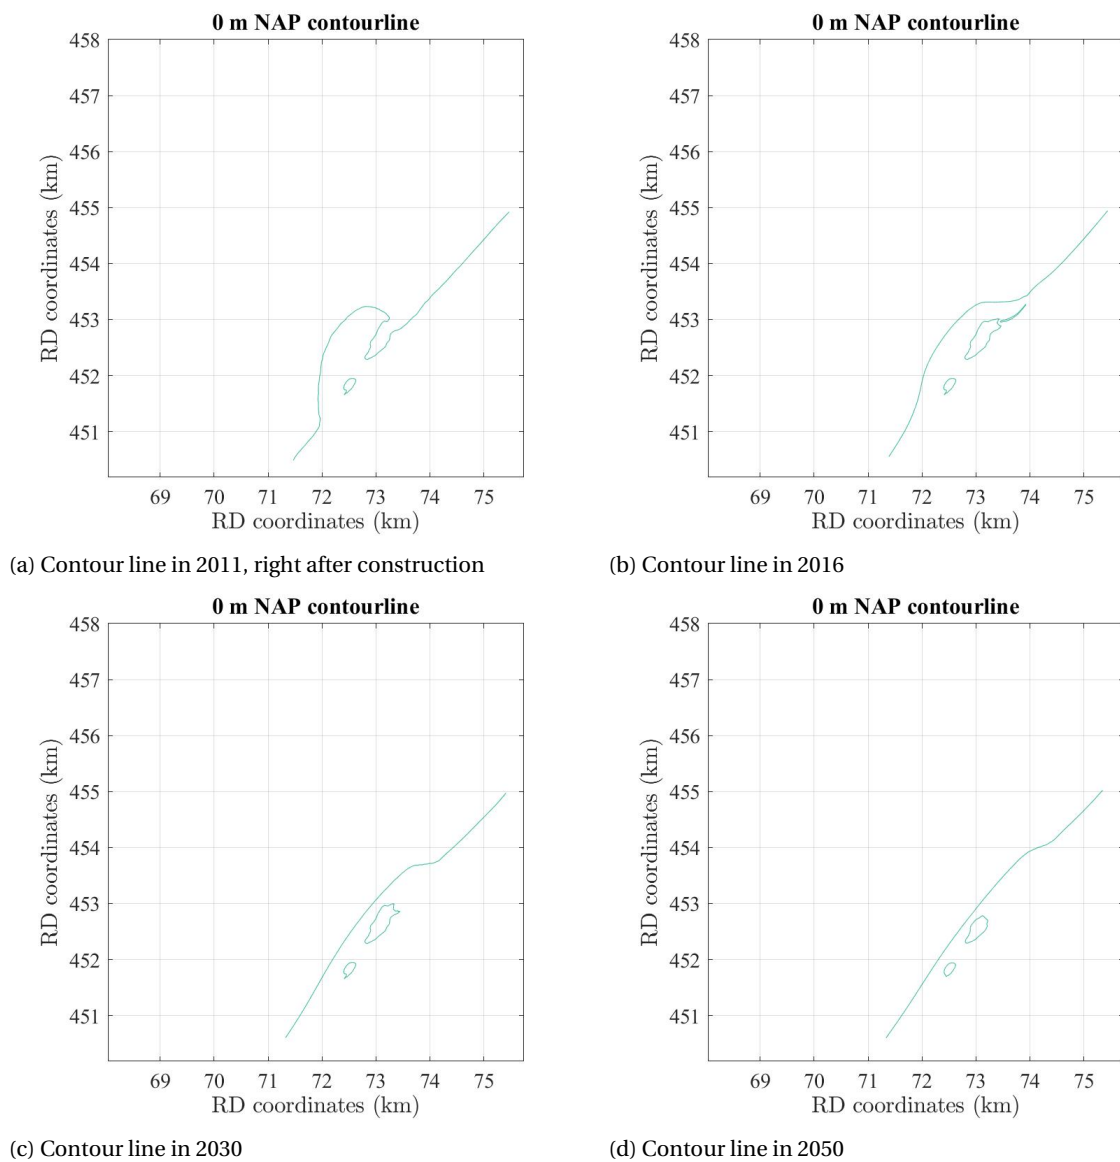 0 m NAP contourline
458
457
456
455
454
453
452
451
RD coordinates (km)
69 70 71 72 73 74 75
RD coordinates (km)
(a) Contour line in 2011, right after construction
0 m NAP contourline
458
457
456
455
454
453
452
451
RD coordinates (km)
69 70 71 72 73 74 75
RD coordinates (km)
(b) Contour line in 2016
0 m NAP contourline
458
457
456
455
454
453
452
451
RD coordinates (km)
69 70 71 72 73 74 75
RD coordinates (km)
(c) Contour line in 2030
0 m NAP contourline
458
457
456
455
454
453
452
451
RD coordinates (km)
69 70 71 72 73 74 75
RD coordinates (km)
(d) Contour line in 2050